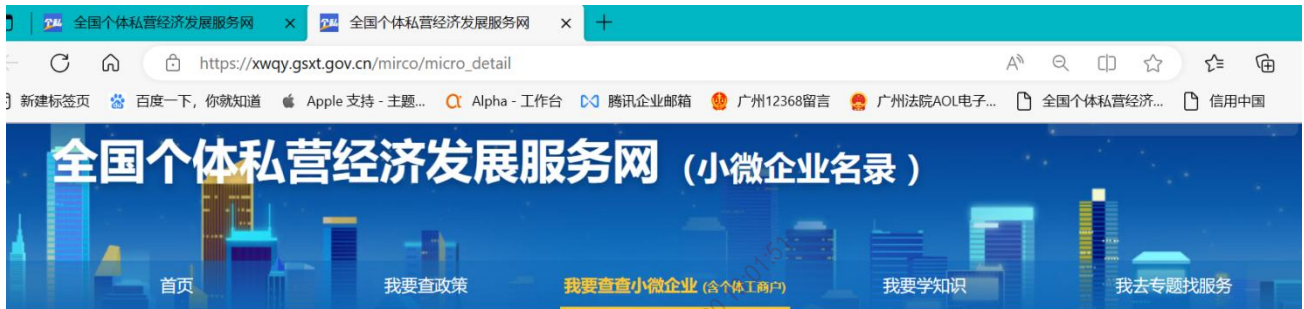 全国个体私营经济发展服务网 全国个体私营经济发展服务网
https://xwqy.gsxt.gov.cn/mirco/micro_detail
新建标签页 百度一下，你就知道 Apple 支持 - 主题... Alpha - 工作台 腾讯企业邮箱 广州12368留言 广州法院AOL电子... 全国个体私营经济... 信用中国
全国个体私营经济发展服务网（小微企业名录）
首页 我要查政策 我要查查小微企业 (含个体工商户) 我要学知识 我去专题找服务